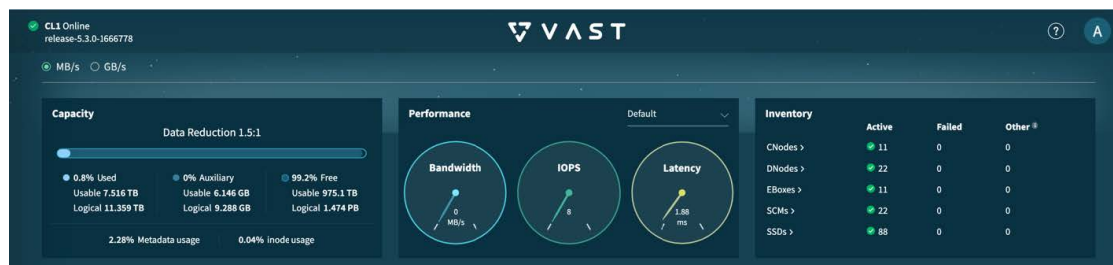 CL1 Online
release-5.3.0-1666778
VAST
?
A
MB/s GB/s
Capacity
Data Reduction 1.5:1
0.8% Used
Usable 7.516 TB
Logical 11.359 TB
0% Auxiliary
Usable 6.146 GB
Logical 9.288 GB
99.2% Free
Usable 975.1 TB
Logical 1.474 PB
2.28% Metadata usage
0.04% inode usage
Performance
Default
Bandwidth
0
MB/s
IOPS
8
Latency
1.88
ms
Inventory
Active Failed Other
CNodes > 11 0 0
DNodes > 22 0 0
EBoxes > 11 0 0
SCMs > 22 0 0
SSDs > 88 0 0